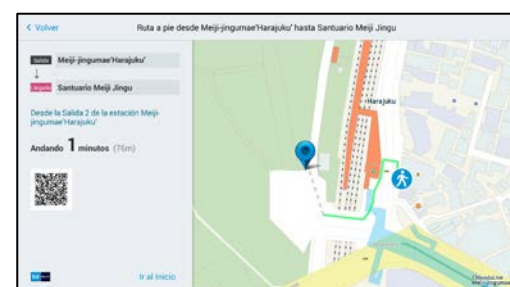 < Volver
Ruta a pie desde Meiji-jingumae'Harajuku' hasta Santuario Meiji Jingu
Salida
Meiji-jingumae'Harajuku'
↓
Llegada
Santuario Meiji Jingu
Desde la Salida 2 de la estación Meiji-
jingumae'Harajuku'
Andando 1 minutos (76m)
Ir al Inicio
Harajuku